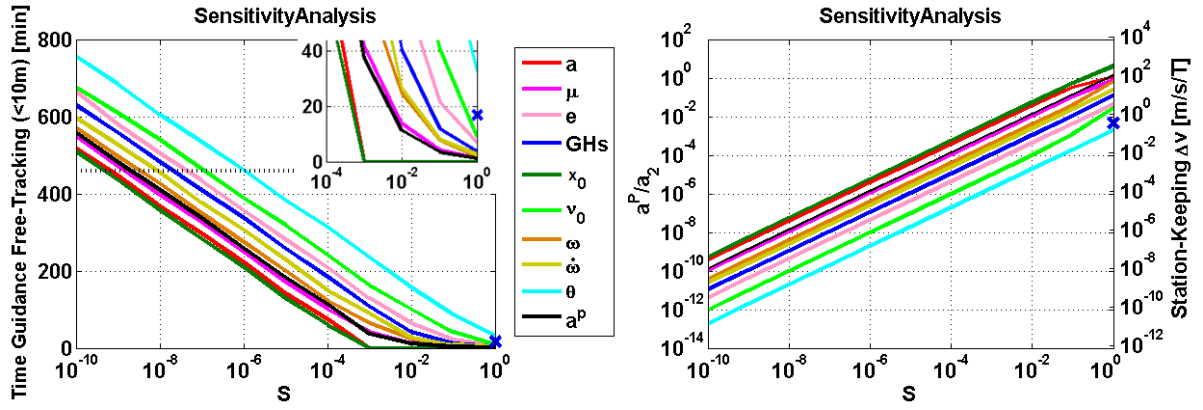 SensitivityAnalysis
Time Guidance Free-Tracking (<10m) [min]
800
600
400
200
0
10^-10
10^-8
10^-6
10^-4
10^-2
10^0
S
40
20
0
10^-4
10^-2
10^0
a
μ
e
GHs
x_0
v_0
ω
ω̇
θ
a^p
SensitivityAnalysis
a^P/a_2
10^2
10^0
10^-2
10^-4
10^-6
10^-8
10^-10
10^-12
10^-14
10^-10
10^-8
10^-6
10^-4
10^-2
10^0
S
10^4
10^2
10^0
10^-2
10^-4
10^-6
10^-8
10^-10
10^-12
Station-Keeping Δv [m/s/T]